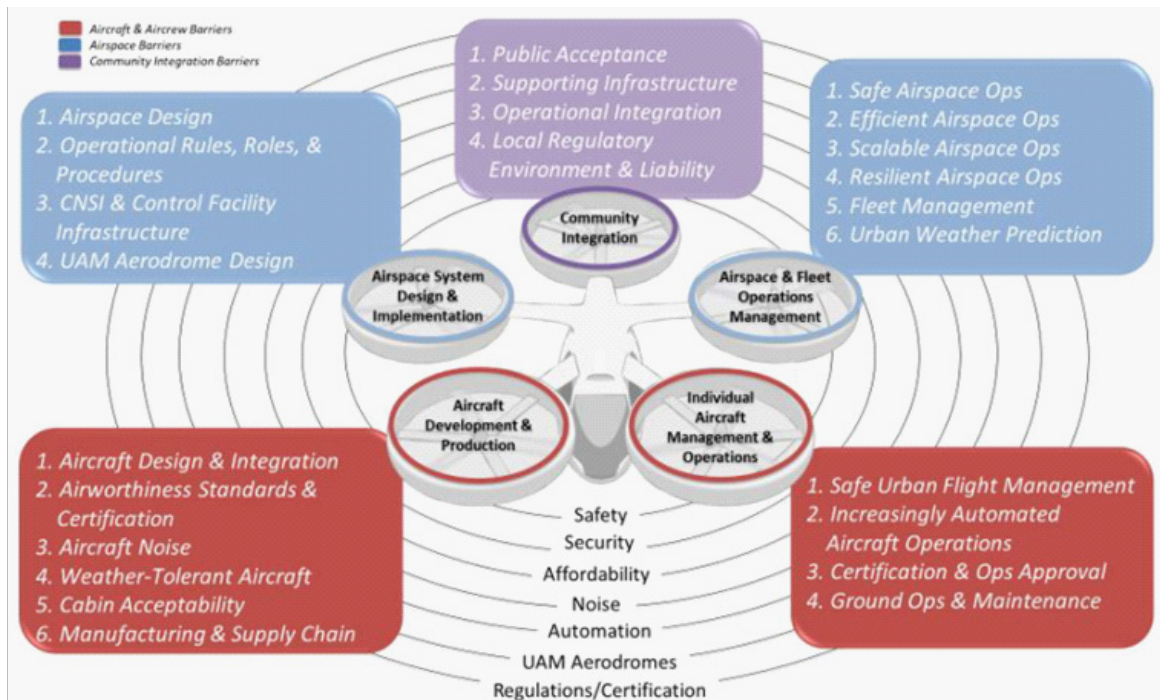 Aircraft & Aircrew Barriers
Airspace Barriers
Community Integration Barriers
1. Public Acceptance
2. Supporting Infrastructure
3. Operational Integration
4. Local Regulatory
Environment & Liability
1. Airspace Design
2. Operational Rules, Roles, &
Procedures
3. CNSI & Control Facility
Infrastructure
4. UAM Aerodrome Design
1. Safe Airspace Ops
2. Efficient Airspace Ops
3. Scalable Airspace Ops
4. Resilient Airspace Ops
5. Fleet Management
6. Urban Weather Prediction
Community
Integration
Airspace System
Design &
Implementation
Airspace & Fleet
Operations
Management
Aircraft
Development &
Production
Individual
Aircraft
Management &
Operations
1. Aircraft Design & Integration
2. Airworthiness Standards &
Certification
3. Aircraft Noise
4. Weather-Tolerant Aircraft
5. Cabin Acceptability
6. Manufacturing & Supply Chain
1. Safe Urban Flight Management
2. Increasingly Automated
Aircraft Operations
3. Certification & Ops Approval
4. Ground Ops & Maintenance
Safety
Security
Affordability
Noise
Automation
UAM Aerodromes
Regulations/Certification